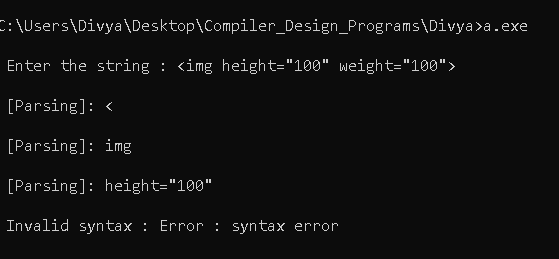 C:\Users\Divya\Desktop\Compiler_Design_Programs\Divya>a.exe
Enter the string : <img height="100" weight="100">
[Parsing]: <
[Parsing]: img
[Parsing]: height="100"
Invalid syntax : Error : syntax error